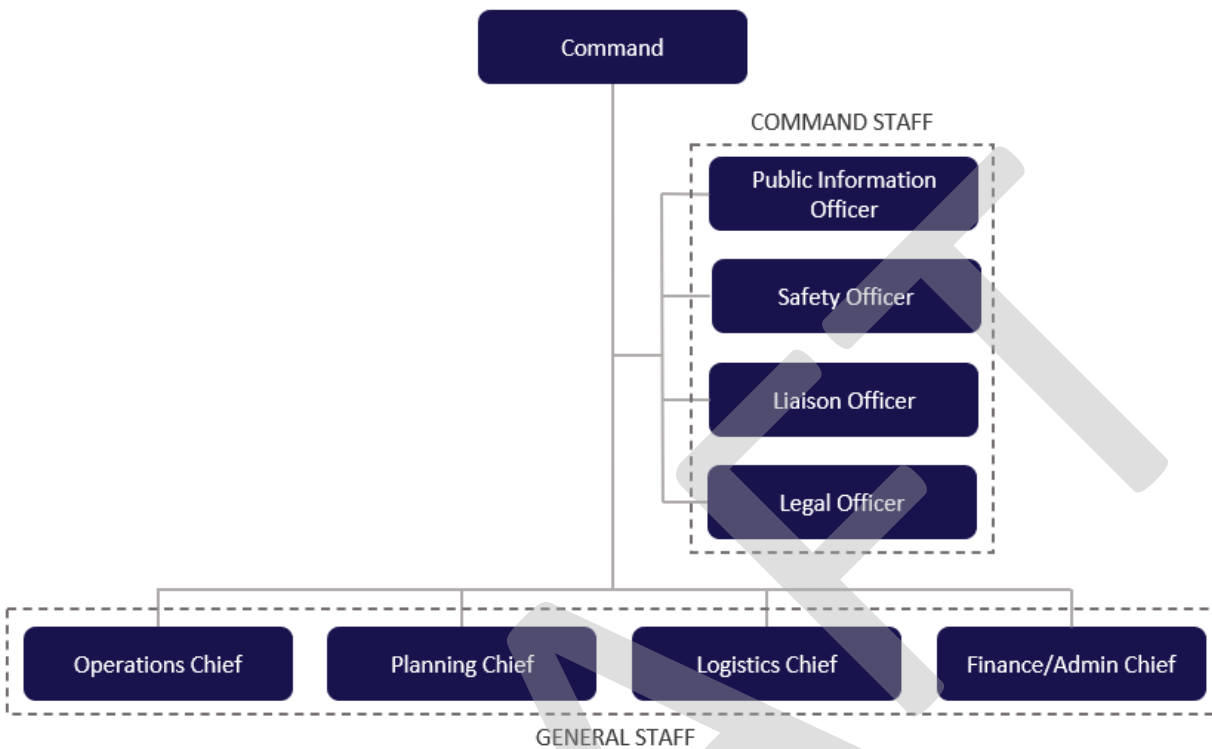 Command
COMMAND STAFF
Public Information
Officer
Safety Officer
Liaison Officer
Legal Officer
Operations Chief
Planning Chief
Logistics Chief
Finance/Admin Chief
GENERAL STAFF